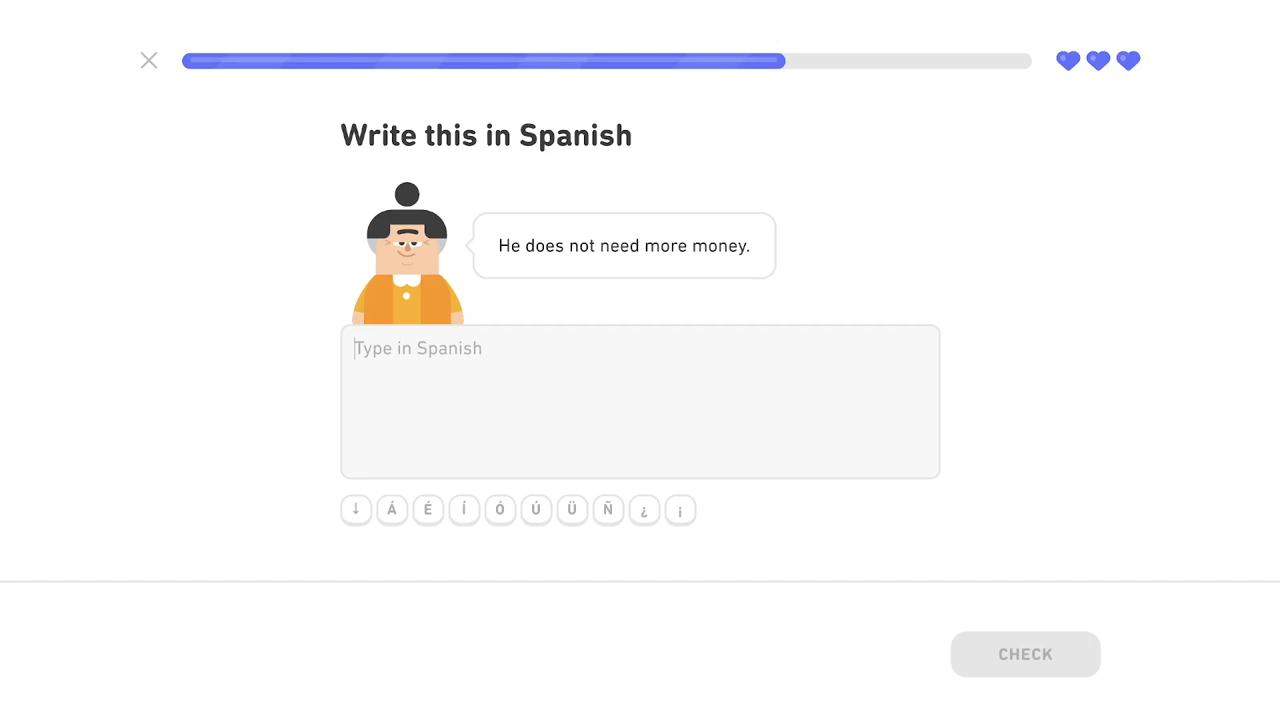 Write this in Spanish
He does not need more money.
Type in Spanish
↓ Á É Í Ó Ú Ü Ñ ¿ ¡
CHECK